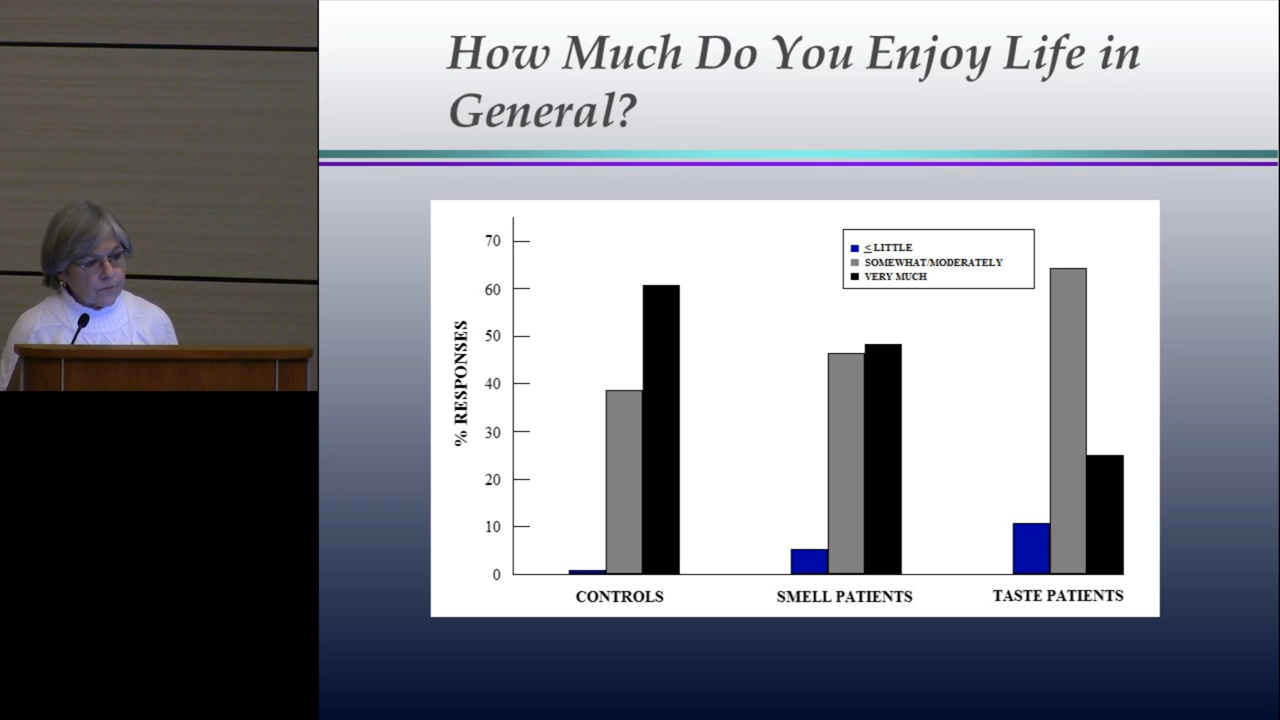 How Much Do You Enjoy Life in
General?
% RESPONSES
70
60
50
40
30
20
10
0
≤ LITTLE
SOMEWHAT/MODERATELY
VERY MUCH
CONTROLS
SMELL PATIENTS
TASTE PATIENTS